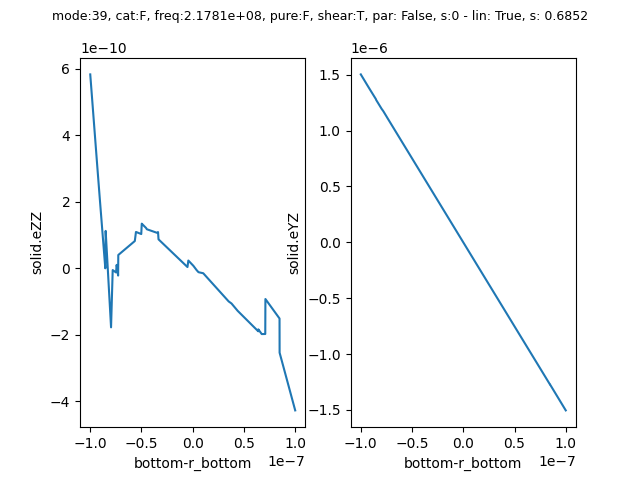 mode:39, cat:F, freq:2.1781e+08, pure:F, shear:T, par: False, s:0 - lin: True, s: 0.6852
1e−10
6
4
2
0
−2
−4
solid.eZZ
−1.0 −0.5 0.0 0.5 1.0
bottom-r_bottom 1e−7
1e−6
1.5
1.0
0.5
0.0
−0.5
−1.0
−1.5
solid.eYZ
−1.0 −0.5 0.0 0.5 1.0
bottom-r_bottom 1e−7